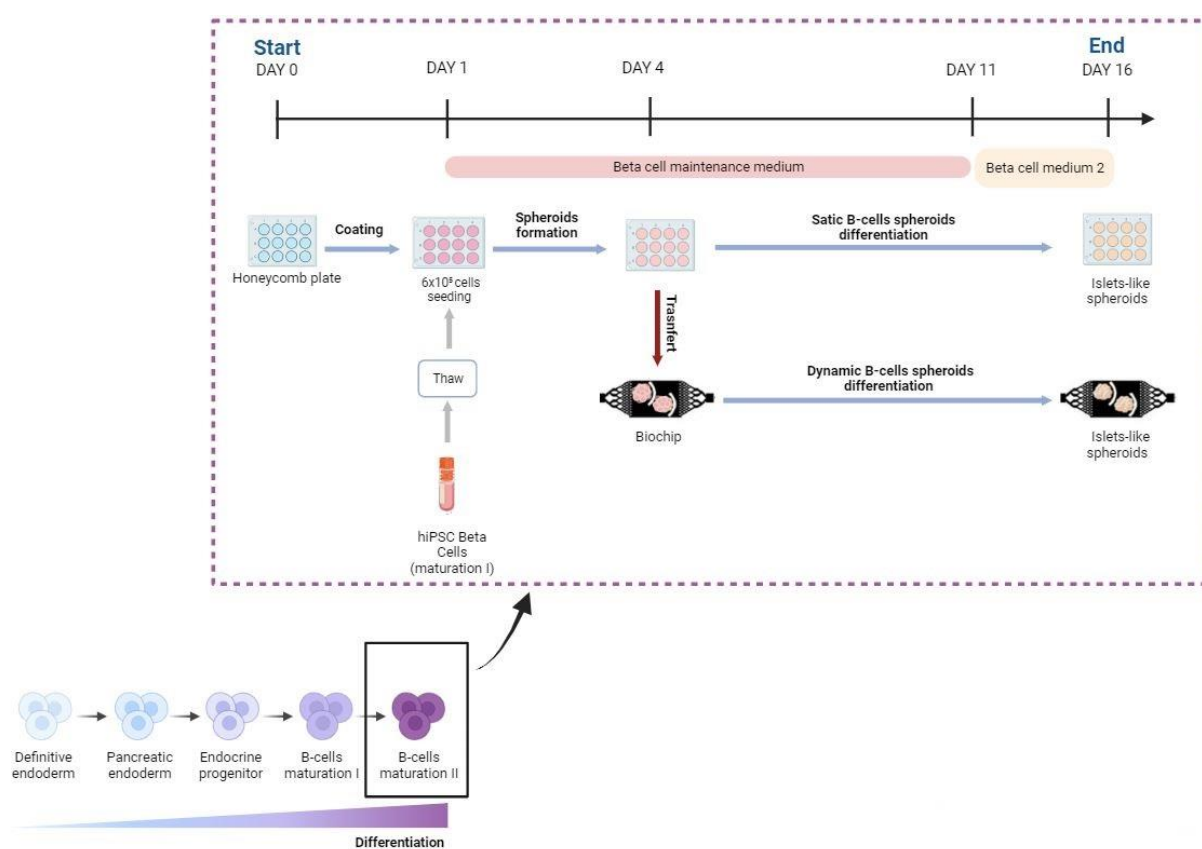 Start
End
DAY 0
DAY 1
DAY 4
DAY 11
DAY 16
Beta cell maintenance medium
Beta cell medium 2
Coating
Spheroids
formation
Satic B-cells spheroids
differentiation
Honeycomb plate
6x10⁵ cells
seeding
Islets-like
spheroids
Trasnfert
Thaw
Dynamic B-cells spheroids
differentiation
Biochip
Islets-like
spheroids
hiPSC Beta
Cells
(maturation I)
Definitive
endoderm
Pancreatic
endoderm
Endocrine
progenitor
B-cells
maturation I
B-cells
maturation II
Differentiation